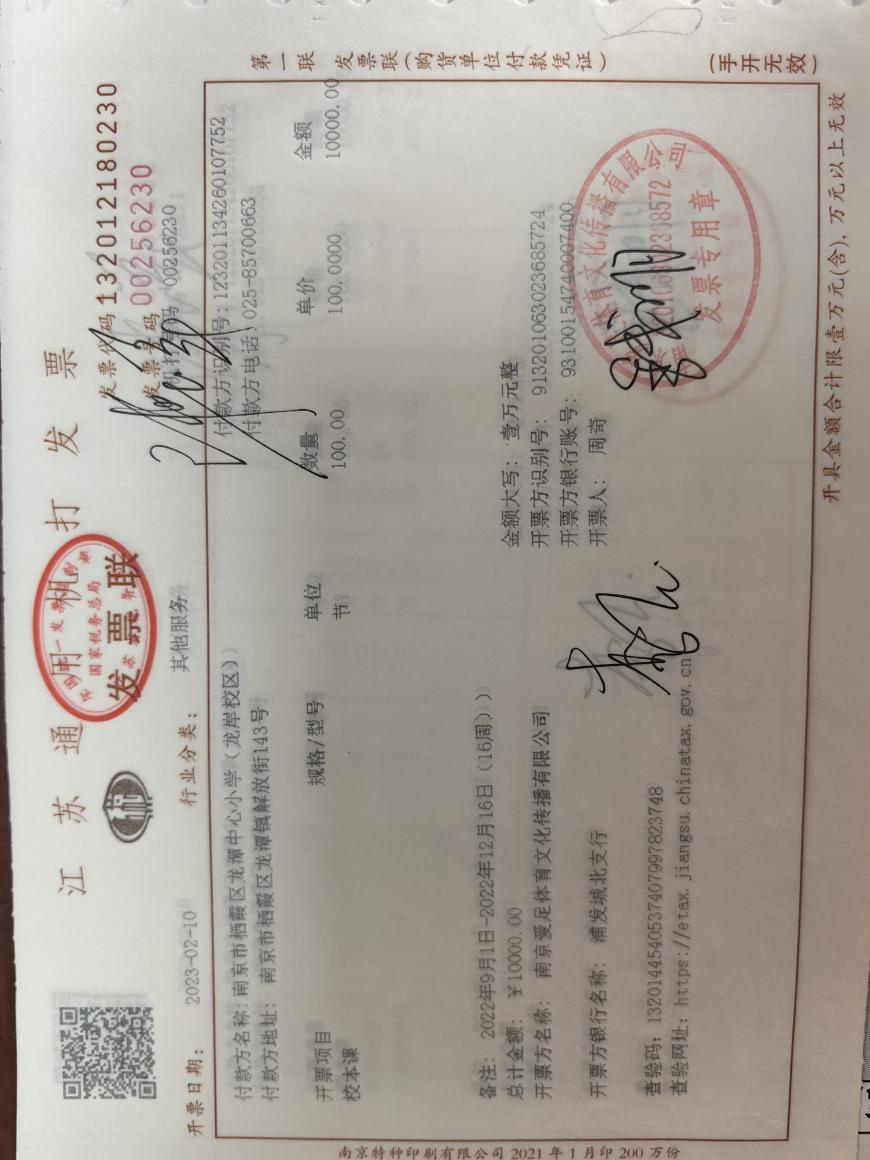 江苏通用机打发票
发票联
发票代码 132012180230
发票号码 00256230
开票日期： 2023-02-10 行业分类： 其他服务 机打号码 00256230
付款方名称：南京市栖霞区龙潭中心小学（龙岸校区） 付款方识别号：12320113426010​7752
付款方地址： 南京市栖霞区龙潭镇解放街143号 付款方电话：025-85700663
开票项目 规格/型号 单位 数量 单价 金额
校本课 节 100.00 100.0000 10000.00
备注： 2022年9月1日-2022年12月16日（16周））
总计金额： ￥10000.00 金额大写： 壹万元整
开票方名称： 南京爱足体育文化传播有限公司 开票方识别号： 913201063023685724
开票方银行账号： 93100154740007400
开票方银行名称： 浦发城北支行 开票人： 周奇
查验码：132014454053740799782​3748
查验网址：https://etax.jiangsu.chinatax.gov.cn
发票专用章
第一联 发票联(购货单位付款凭证)
(手开无效)
开具金额合计限壹万元(含)，万元以上无效
南京特种印刷有限公司 2021 年 1 月印 200 万份